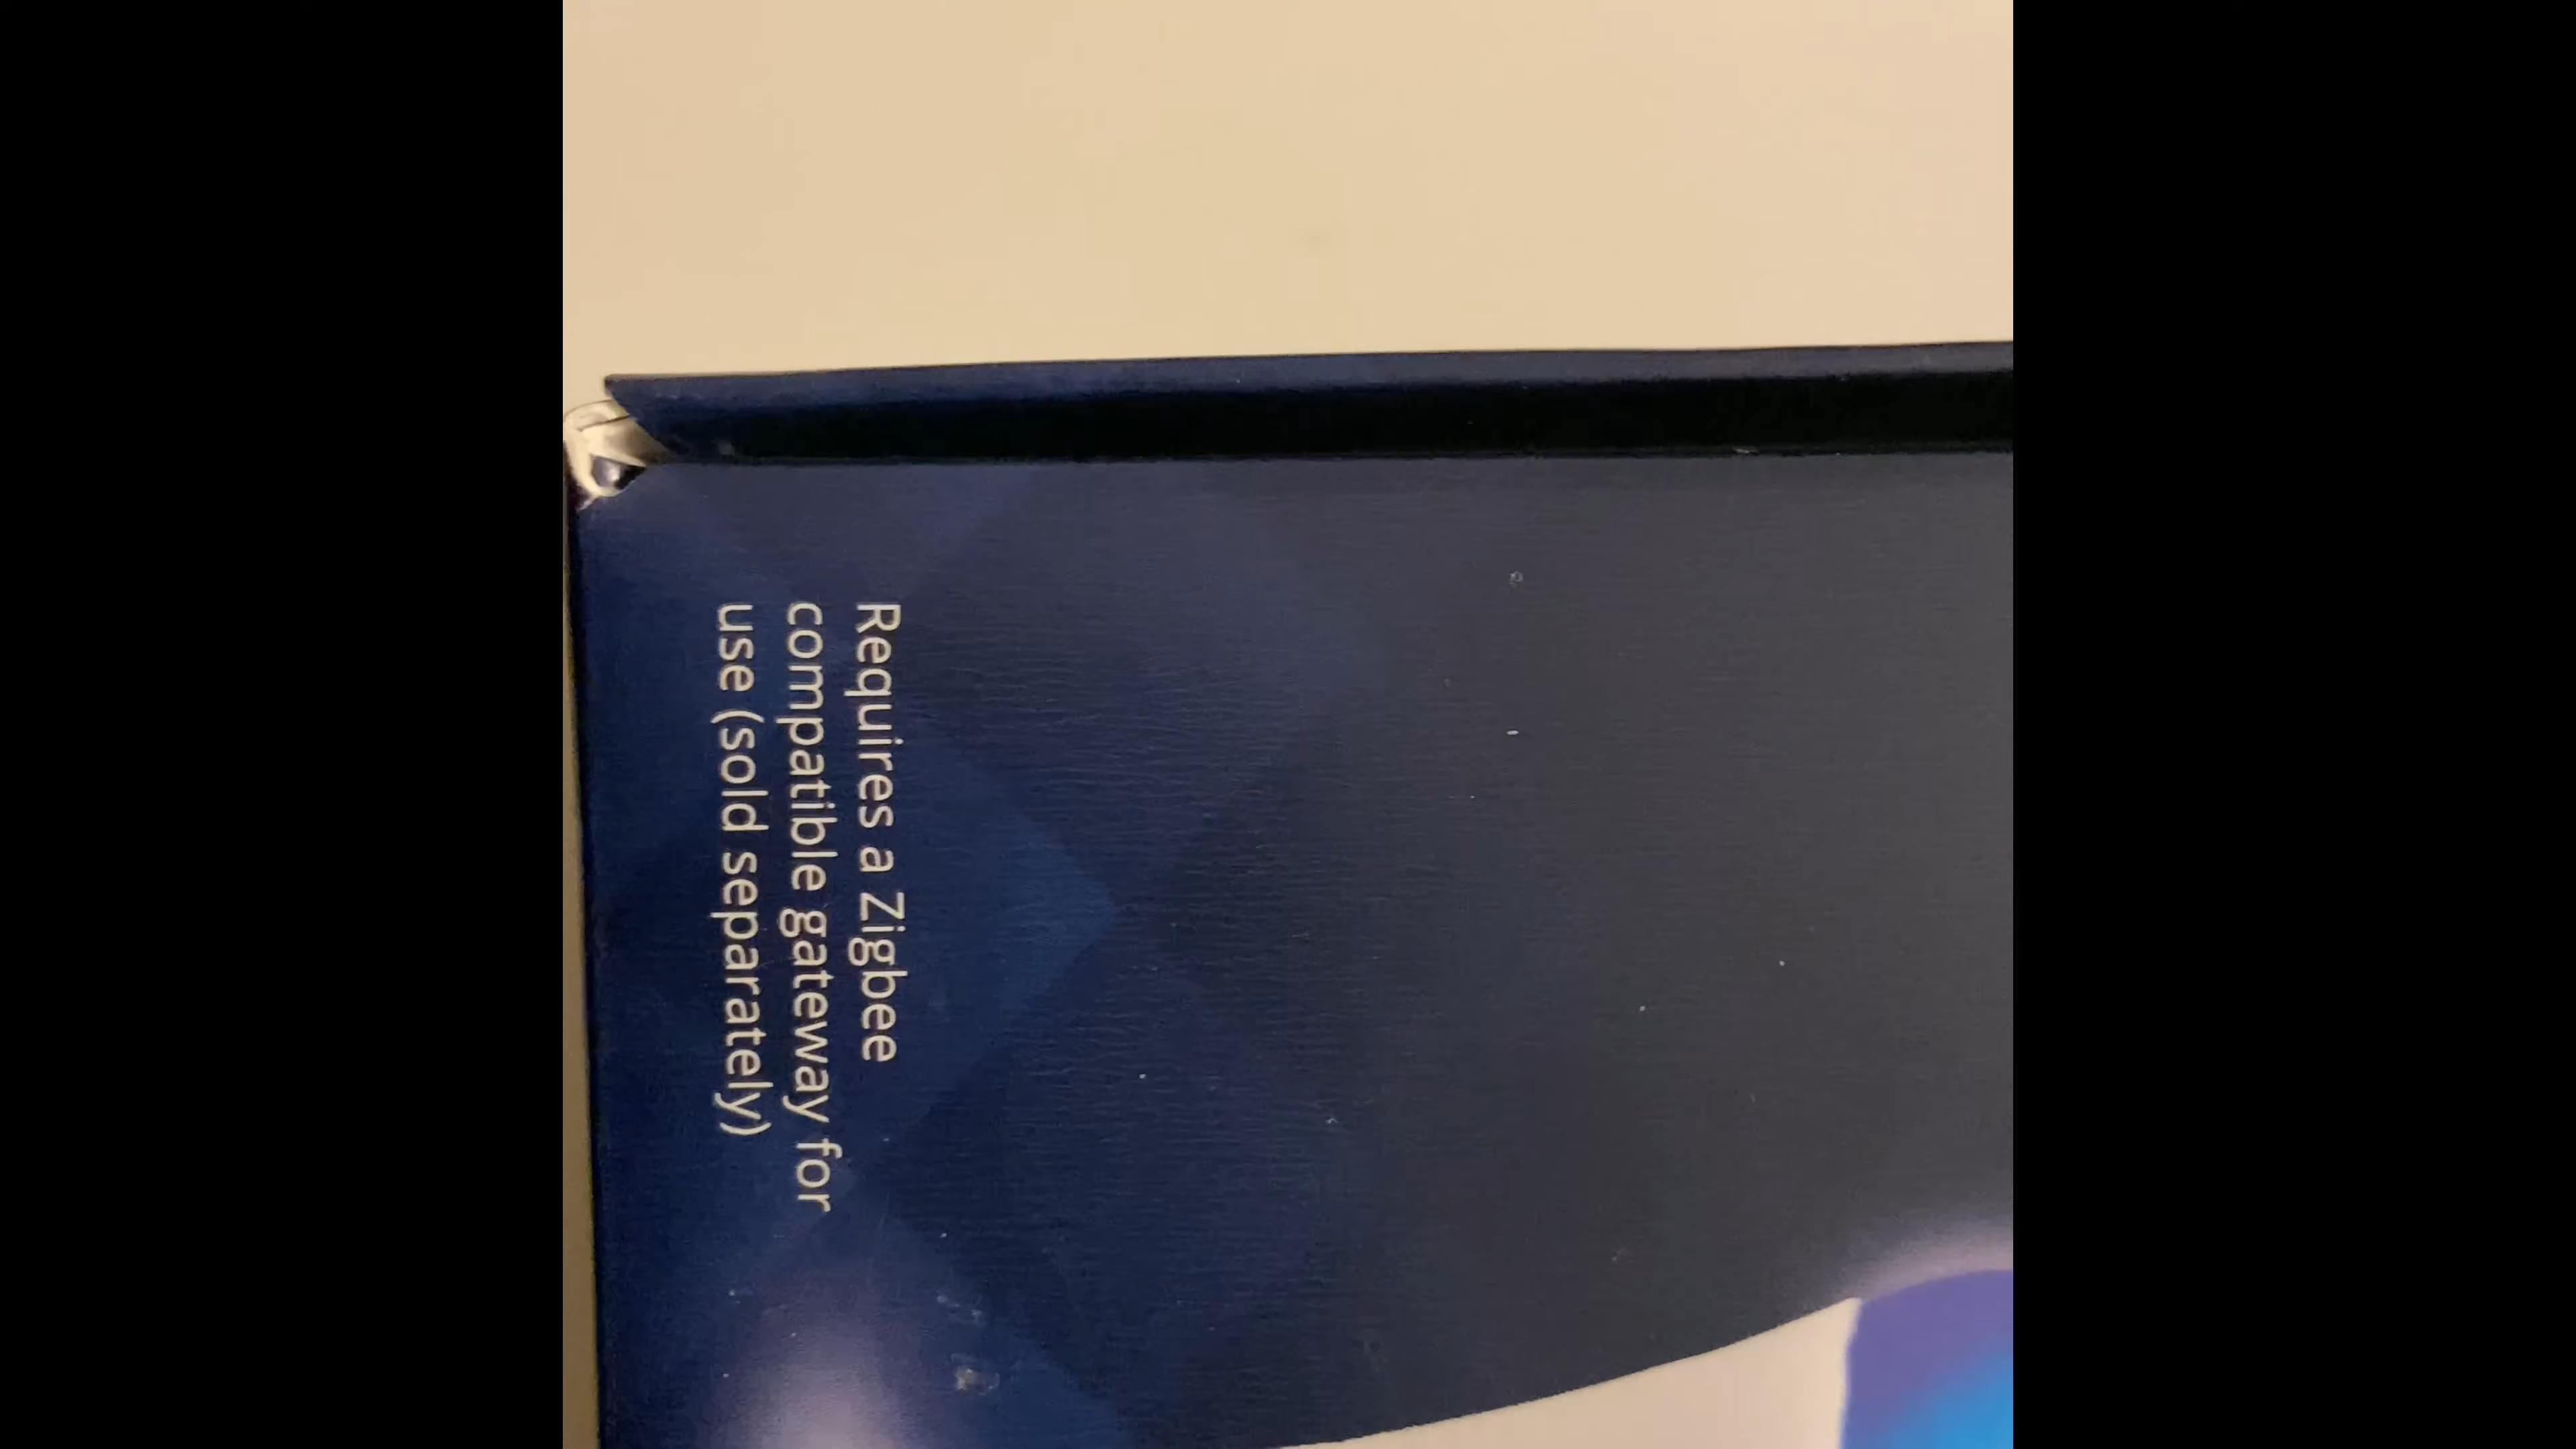 Requires a Zigbee
compatible gateway for
use (sold separately)